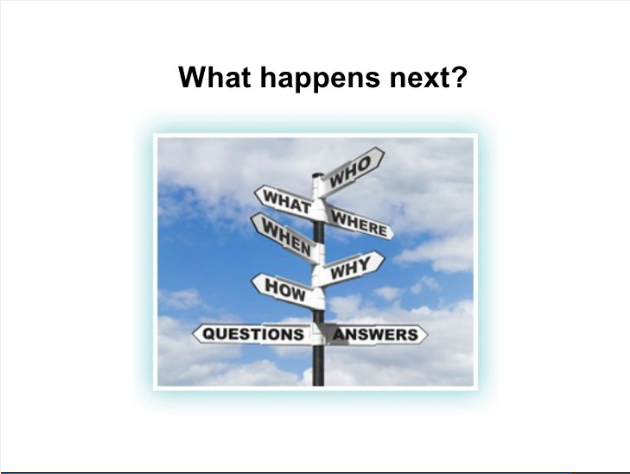 What happens next?
WHO
WHAT
WHERE
WHEN
WHY
HOW
QUESTIONS
ANSWERS